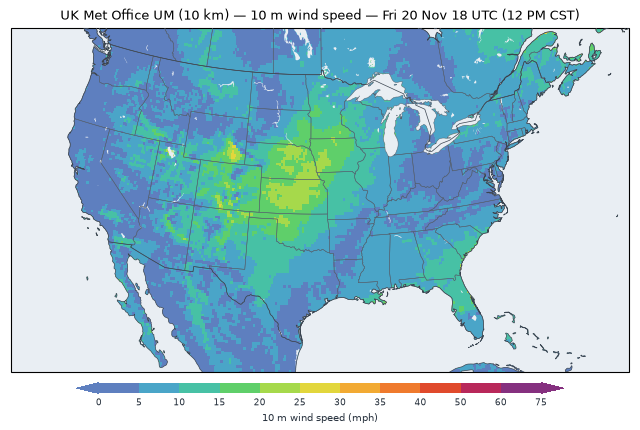 UK Met Office UM (10 km) — 10 m wind speed — Fri 20 Nov 18 UTC (12 PM CST)
0 5 10 15 20 25 30 35 40 50 60 75
10 m wind speed (mph)